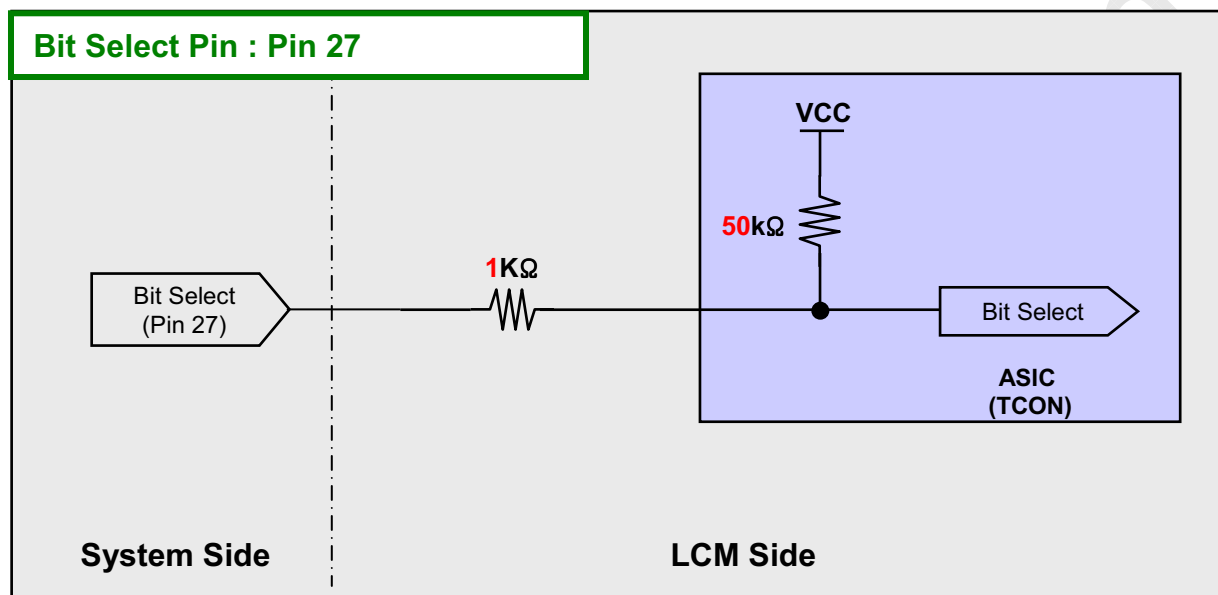 Bit Select Pin : Pin 27
VCC
50kΩ
1KΩ
Bit Select
(Pin 27)
Bit Select
ASIC
(TCON)
System Side
LCM Side